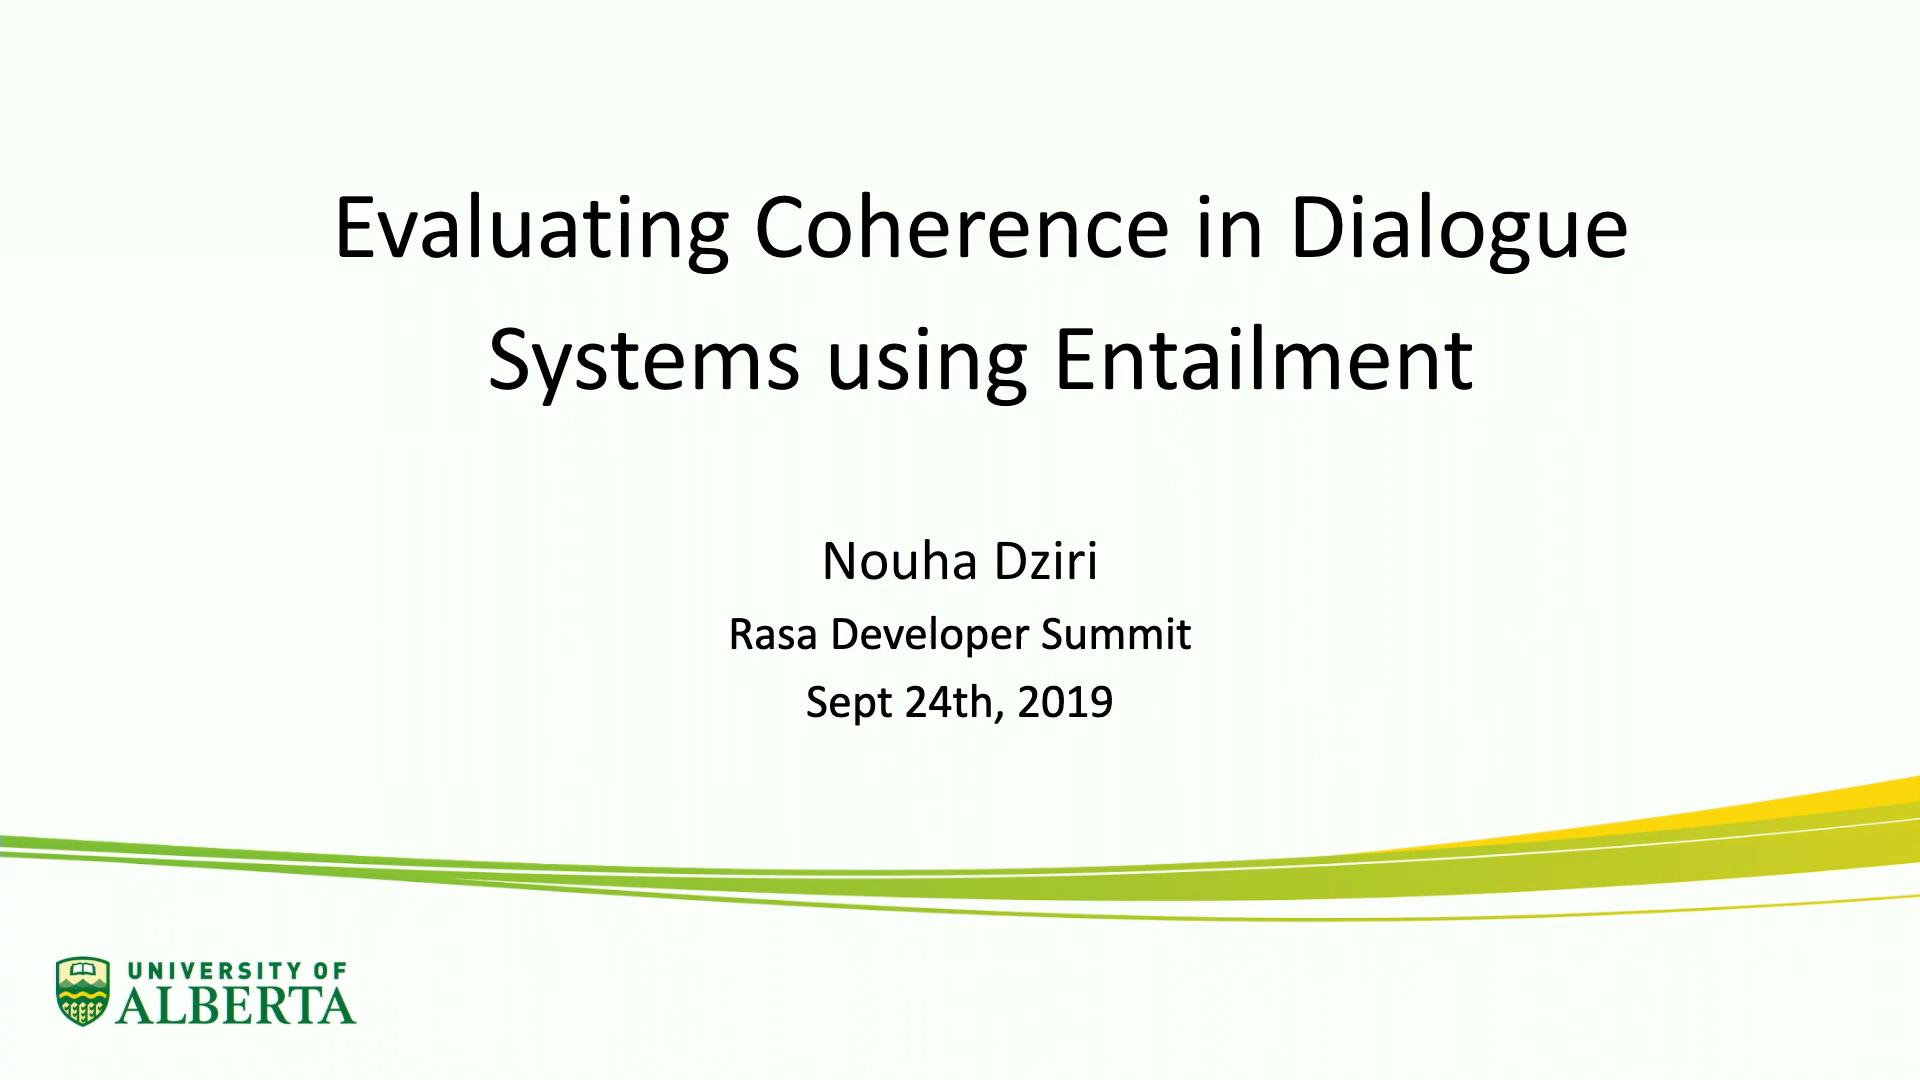 Evaluating Coherence in Dialogue
Systems using Entailment
Nouha Dziri
Rasa Developer Summit
Sept 24th, 2019
UNIVERSITY OF
ALBERTA